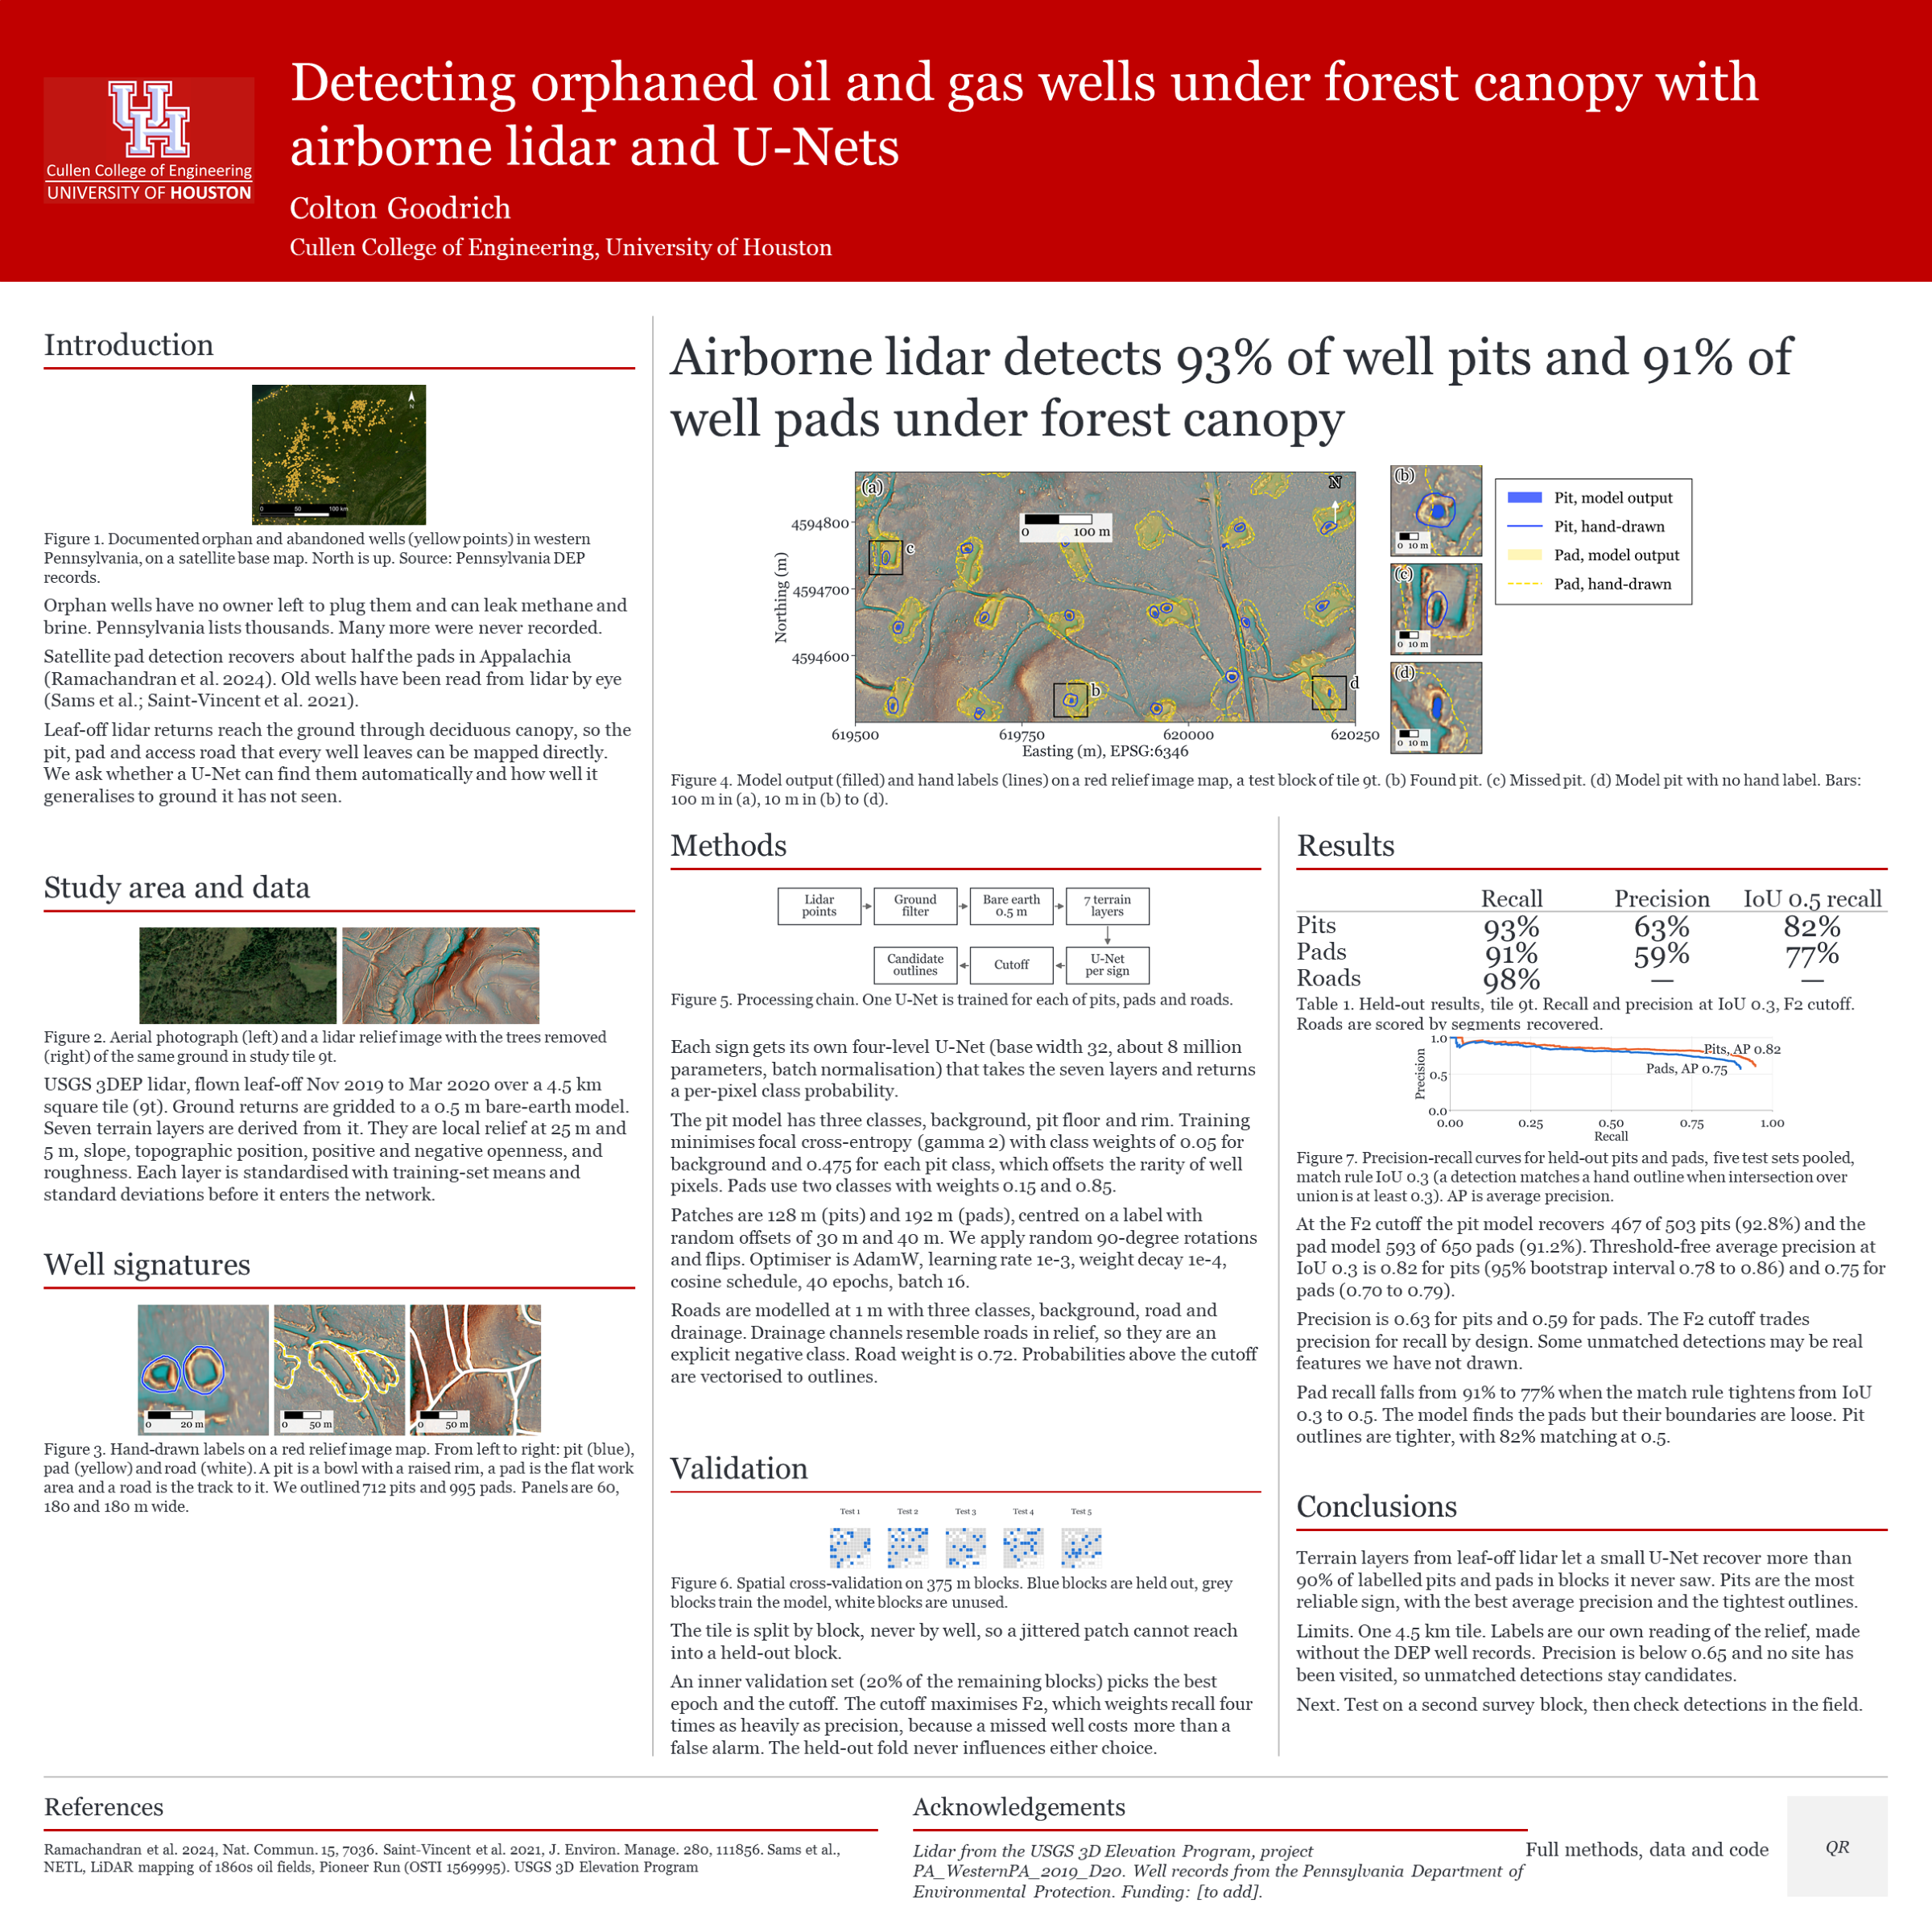 Cullen College of Engineering
UNIVERSITY OF HOUSTON
Detecting orphaned oil and gas wells under forest canopy with
airborne lidar and U-Nets
Colton Goodrich
Cullen College of Engineering, University of Houston
Introduction
N
0 50 100 km
Figure 1. Documented orphan and abandoned wells (yellow points) in western
Pennsylvania, on a satellite base map. North is up. Source: Pennsylvania DEP
records.
Orphan wells have no owner left to plug them and can leak methane and
brine. Pennsylvania lists thousands. Many more were never recorded.
Satellite pad detection recovers about half the pads in Appalachia
(Ramachandran et al. 2024). Old wells have been read from lidar by eye
(Sams et al.; Saint-Vincent et al. 2021).
Leaf-off lidar returns reach the ground through deciduous canopy, so the
pit, pad and access road that every well leaves can be mapped directly.
We ask whether a U-Net can find them automatically and how well it
generalises to ground it has not seen.
Study area and data
Figure 2. Aerial photograph (left) and a lidar relief image with the trees removed
(right) of the same ground in study tile 9t.
USGS 3DEP lidar, flown leaf-off Nov 2019 to Mar 2020 over a 4.5 km
square tile (9t). Ground returns are gridded to a 0.5 m bare-earth model.
Seven terrain layers are derived from it. They are local relief at 25 m and
5 m, slope, topographic position, positive and negative openness, and
roughness. Each layer is standardised with training-set means and
standard deviations before it enters the network.
Well signatures
0 20 m
0 50 m
0 50 m
Figure 3. Hand-drawn labels on a red relief image map. From left to right: pit (blue),
pad (yellow) and road (white). A pit is a bowl with a raised rim, a pad is the flat work
area and a road is the track to it. We outlined 712 pits and 995 pads. Panels are 60,
180 and 180 m wide.
Airborne lidar detects 93% of well pits and 91% of
well pads under forest canopy
(a)
N
0 100 m
c
b
d
4594800
4594700
4594600
Northing (m)
619500 619750 620000 620250
Easting (m), EPSG:6346
(b)
0 10 m
(c)
0 10 m
(d)
0 10 m
Pit, model output
Pit, hand-drawn
Pad, model output
Pad, hand-drawn
Figure 4. Model output (filled) and hand labels (lines) on a red relief image map, a test block of tile 9t. (b) Found pit. (c) Missed pit. (d) Model pit with no hand label. Bars:
100 m in (a), 10 m in (b) to (d).
Methods
Lidar
points
Ground
filter
Bare earth
0.5 m
7 terrain
layers
Candidate
outlines
Cutoff
U-Net
per sign
Figure 5. Processing chain. One U-Net is trained for each of pits, pads and roads.
Each sign gets its own four-level U-Net (base width 32, about 8 million
parameters, batch normalisation) that takes the seven layers and returns
a per-pixel class probability.
The pit model has three classes, background, pit floor and rim. Training
minimises focal cross-entropy (gamma 2) with class weights of 0.05 for
background and 0.475 for each pit class, which offsets the rarity of well
pixels. Pads use two classes with weights 0.15 and 0.85.
Patches are 128 m (pits) and 192 m (pads), centred on a label with
random offsets of 30 m and 40 m. We apply random 90-degree rotations
and flips. Optimiser is AdamW, learning rate 1e-3, weight decay 1e-4,
cosine schedule, 40 epochs, batch 16.
Roads are modelled at 1 m with three classes, background, road and
drainage. Drainage channels resemble roads in relief, so they are an
explicit negative class. Road weight is 0.72. Probabilities above the cutoff
are vectorised to outlines.
Validation
Test 1 Test 2 Test 3 Test 4 Test 5
Figure 6. Spatial cross-validation on 375 m blocks. Blue blocks are held out, grey
blocks train the model, white blocks are unused.
The tile is split by block, never by well, so a jittered patch cannot reach
into a held-out block.
An inner validation set (20% of the remaining blocks) picks the best
epoch and the cutoff. The cutoff maximises F2, which weights recall four
times as heavily as precision, because a missed well costs more than a
false alarm. The held-out fold never influences either choice.
Results
Recall Precision IoU 0.5 recall
Pits 93% 63% 82%
Pads 91% 59% 77%
Roads 98% — —
Table 1. Held-out results, tile 9t. Recall and precision at IoU 0.3, F2 cutoff.
Roads are scored by segments recovered.
1.0
0.5
0.0
Precision
Pits, AP 0.82
Pads, AP 0.75
0.00 0.25 0.50 0.75 1.00
Recall
Figure 7. Precision-recall curves for held-out pits and pads, five test sets pooled,
match rule IoU 0.3 (a detection matches a hand outline when intersection over
union is at least 0.3). AP is average precision.
At the F2 cutoff the pit model recovers 467 of 503 pits (92.8%) and the
pad model 593 of 650 pads (91.2%). Threshold-free average precision at
IoU 0.3 is 0.82 for pits (95% bootstrap interval 0.78 to 0.86) and 0.75 for
pads (0.70 to 0.79).
Precision is 0.63 for pits and 0.59 for pads. The F2 cutoff trades
precision for recall by design. Some unmatched detections may be real
features we have not drawn.
Pad recall falls from 91% to 77% when the match rule tightens from IoU
0.3 to 0.5. The model finds the pads but their boundaries are loose. Pit
outlines are tighter, with 82% matching at 0.5.
Conclusions
Terrain layers from leaf-off lidar let a small U-Net recover more than
90% of labelled pits and pads in blocks it never saw. Pits are the most
reliable sign, with the best average precision and the tightest outlines.
Limits. One 4.5 km tile. Labels are our own reading of the relief, made
without the DEP well records. Precision is below 0.65 and no site has
been visited, so unmatched detections stay candidates.
Next. Test on a second survey block, then check detections in the field.
References
Ramachandran et al. 2024, Nat. Commun. 15, 7036. Saint-Vincent et al. 2021, J. Environ. Manage. 280, 111856. Sams et al.,
NETL, LiDAR mapping of 1860s oil fields, Pioneer Run (OSTI 1569995). USGS 3D Elevation Program
Acknowledgements
Lidar from the USGS 3D Elevation Program, project
PA_WesternPA_2019_D20. Well records from the Pennsylvania Department of
Environmental Protection. Funding: [to add].
Full methods, data and code
QR